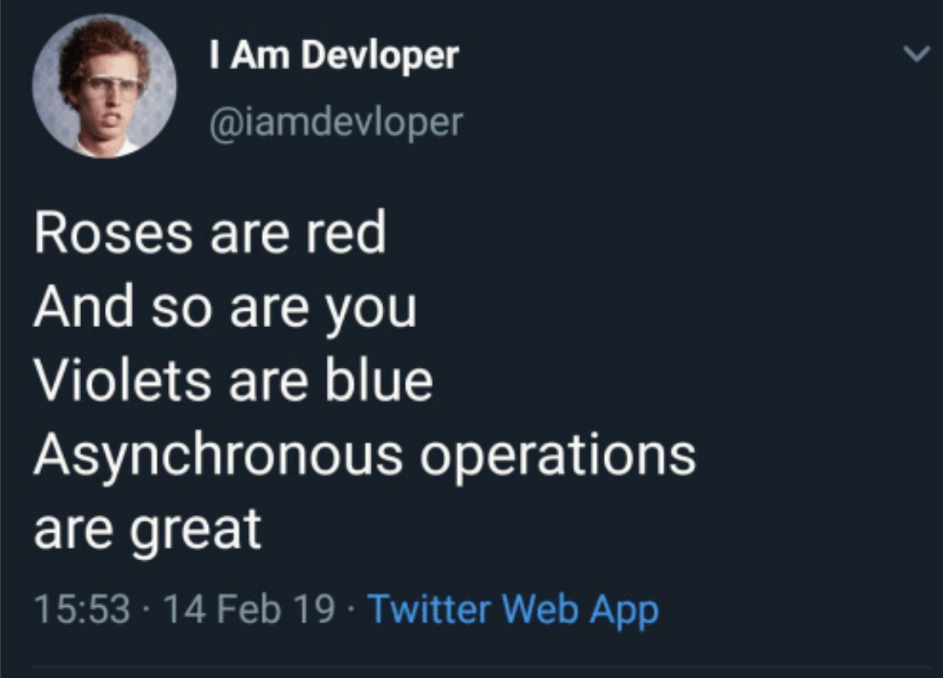 I Am Devloper
@iamdevloper
Roses are red
And so are you
Violets are blue
Asynchronous operations
are great
15:53 · 14 Feb 19 · Twitter Web App